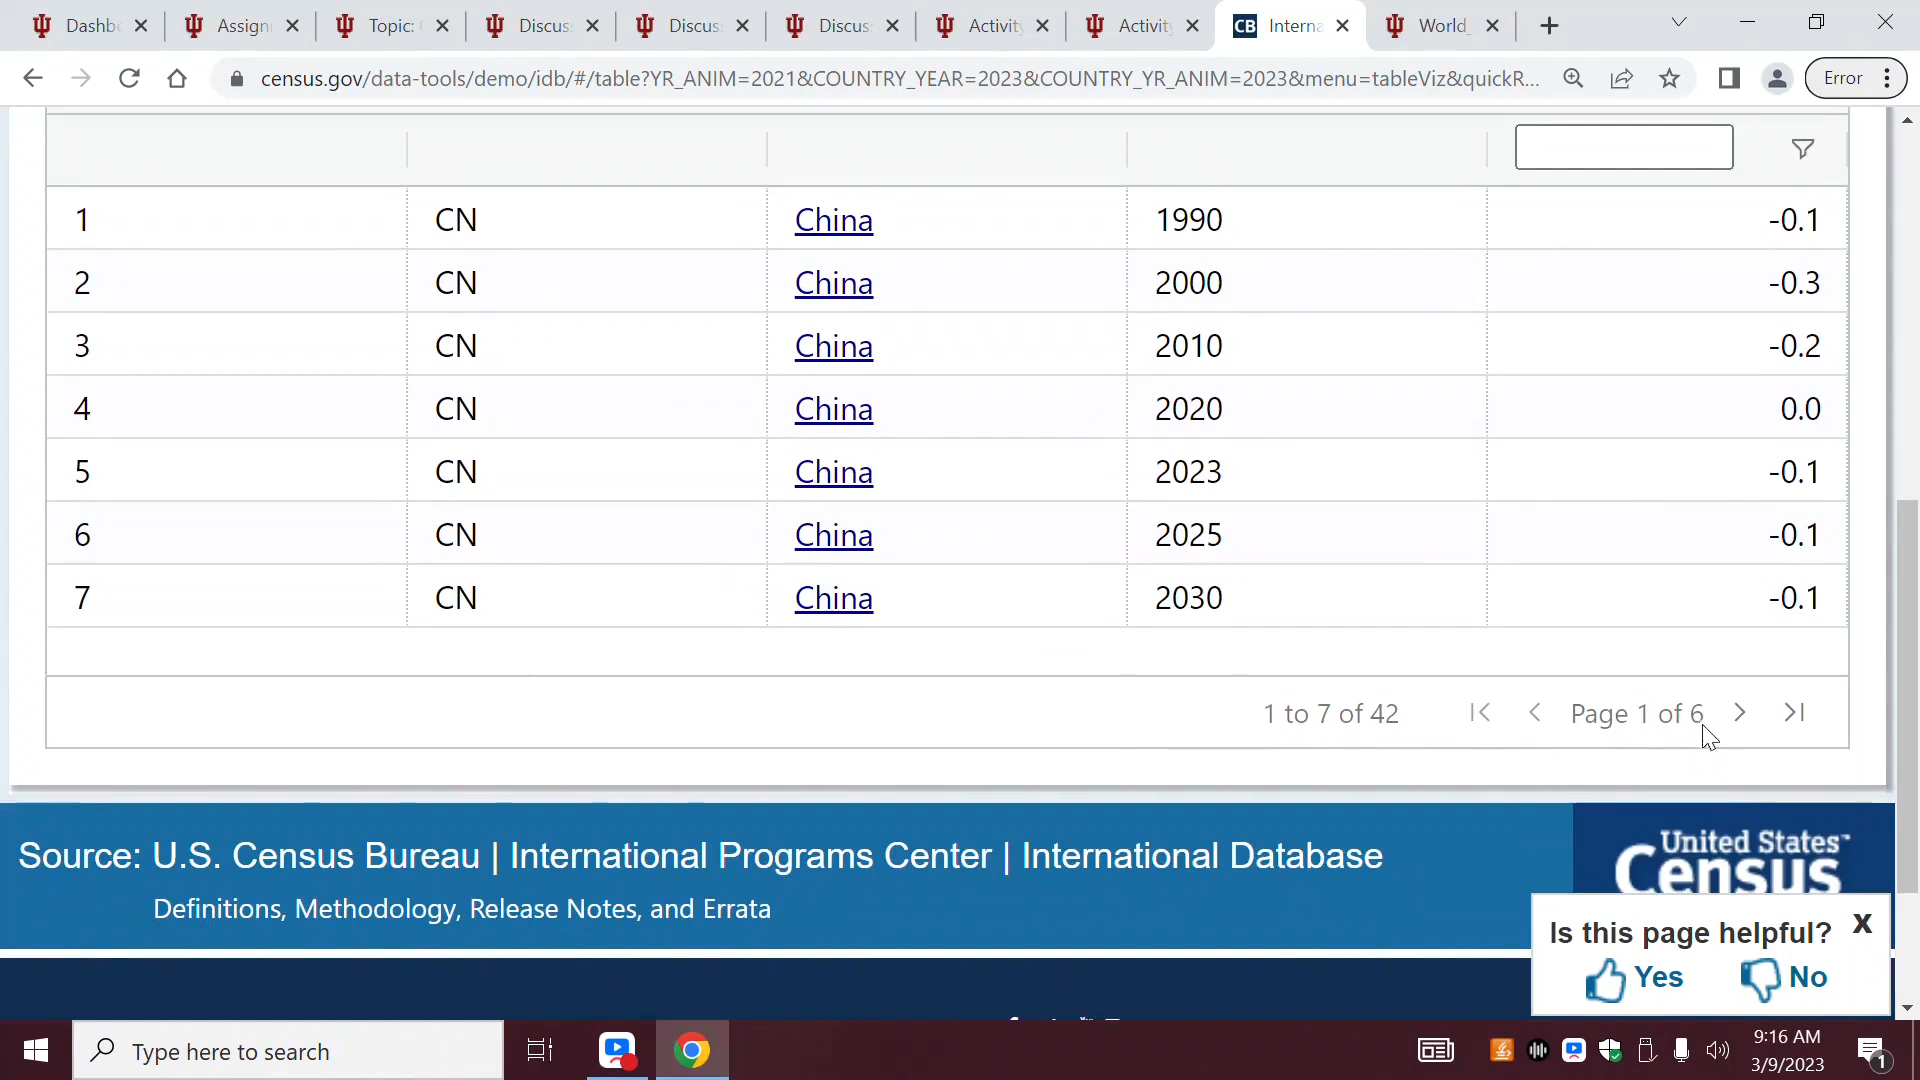 Dashb
Assign
Topic:
Discus
Discus
Discus
Activity
Activity
CB Interna
World_
census.gov/data-tools/demo/idb/#/table?YR_ANIM=2021&COUNTRY_YEAR=2023&COUNTRY_YR_ANIM=2023&menu=tableViz&quickR...
Error
1 CN China 1990 -0.1
2 CN China 2000 -0.3
3 CN China 2010 -0.2
4 CN China 2020 0.0
5 CN China 2023 -0.1
6 CN China 2025 -0.1
7 CN China 2030 -0.1
1 to 7 of 42 Page 1 of 6
Source: U.S. Census Bureau | International Programs Center | International Database
Definitions, Methodology, Release Notes, and Errata
United States™
Census
Is this page helpful? X
Yes No
Type here to search
9:16 AM
3/9/2023
1